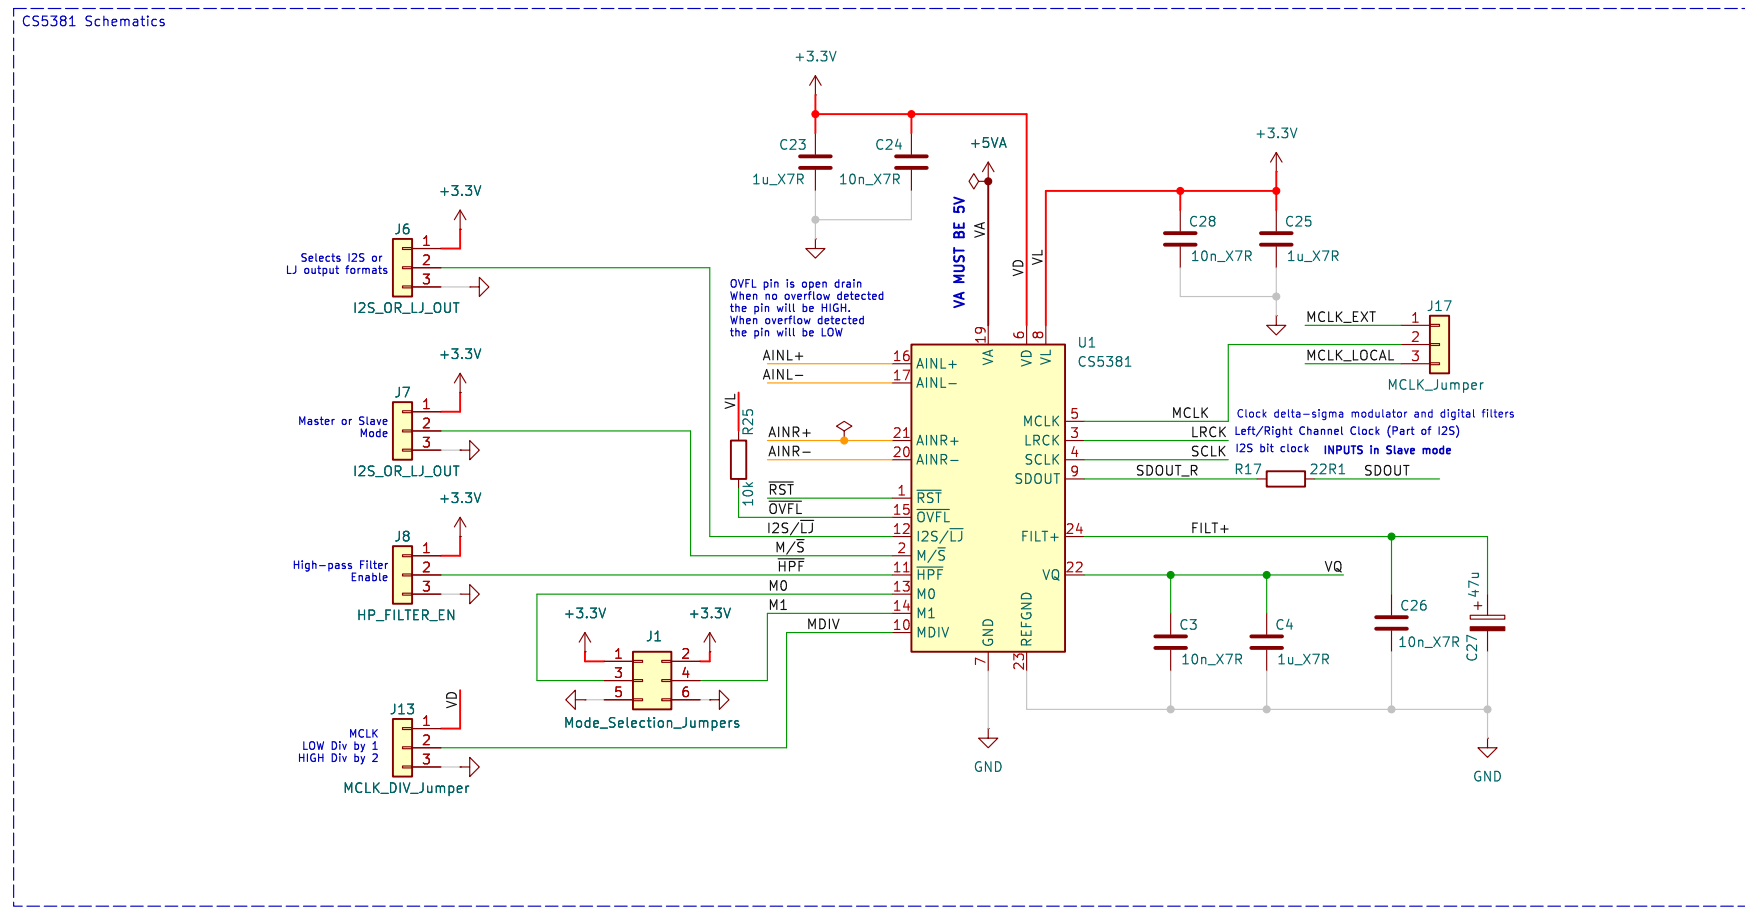 CS5381 Schematics
+3.3V
C23
1u_X7R
C24
10n_X7R
+5VA
VA MUST BE 5V
VA
VD
VL
+3.3V
C28
10n_X7R
C25
1u_X7R
+3.3V
J6
1
2
3
Selects I2S or
LJ output formats
I2S_OR_LJ_OUT
OVFL pin is open drain
When no overflow detected
the pin will be HIGH.
When overflow detected
the pin will be LOW
+3.3V
J7
1
2
3
Master or Slave
Mode
I2S_OR_LJ_OUT
+3.3V
J8
1
2
3
High-pass Filter
Enable
HP_FILTER_EN
VD
J13
1
2
3
MCLK
LOW Div by 1
HIGH Div by 2
MCLK_DIV_Jumper
+3.3V
+3.3V
J1
1
2
3
4
5
6
Mode_Selection_Jumpers
VL
R25
10k
AINL+
AINL-
AINR+
AINR-
RST
OVFL
I2S/LJ
M/S
HPF
M0
M1
MDIV
U1
CS5381
19
6
8
VA
VD
VL
16
AINL+
17
AINL-
21
AINR+
20
AINR-
1
RST
15
OVFL
12
I2S/LJ
2
M/S
11
HPF
13
M0
14
M1
10
MDIV
GND
REFGND
7
23
MCLK
5
LRCK
3
SCLK
4
SDOUT
9
FILT+
24
VQ
22
MCLK_EXT
MCLK_LOCAL
J17
1
2
3
MCLK_Jumper
MCLK
Clock delta-sigma modulator and digital filters
LRCK
Left/Right Channel Clock (Part of I2S)
SCLK
I2S bit clock
INPUTS in Slave mode
SDOUT_R
R17
22R1
SDOUT
FILT+
VQ
C3
10n_X7R
C4
1u_X7R
C26
10n_X7R
+
47u
C27
GND
GND